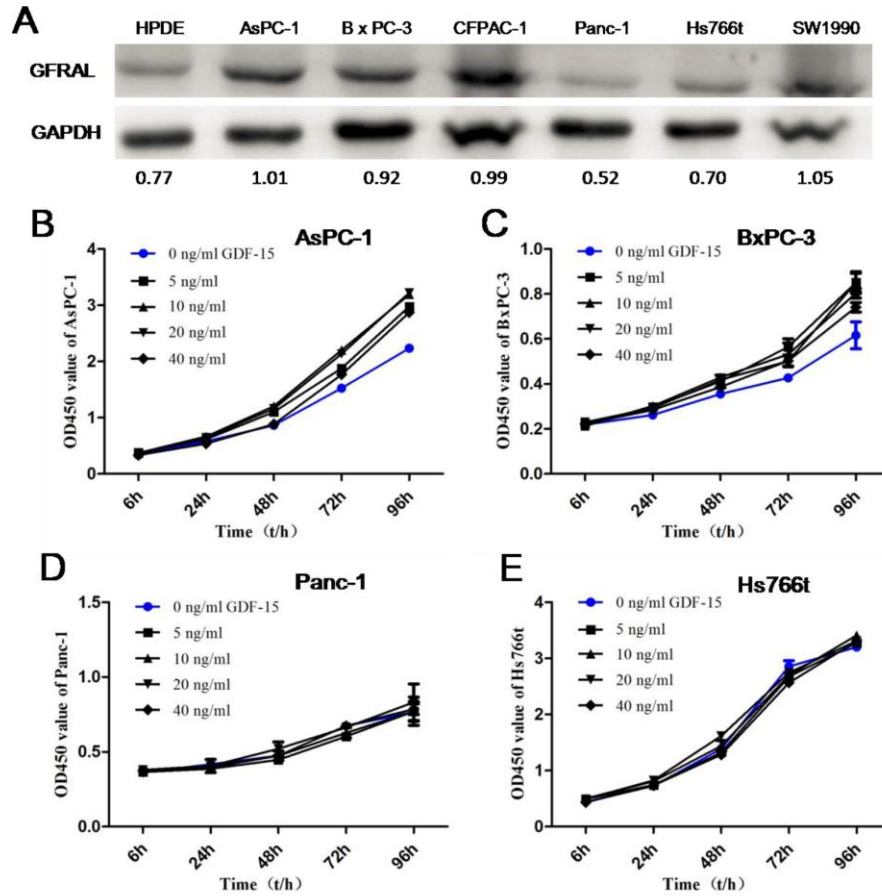 A
HPDE AsPC-1 B x PC-3 CFPAC-1 Panc-1 Hs766t SW1990
GFRAL
GAPDH
0.77 1.01 0.92 0.99 0.52 0.70 1.05
B
AsPC-1
0 ng/ml GDF-15
5 ng/ml
10 ng/ml
20 ng/ml
40 ng/ml
OD450 value of AsPC-1
4
3
2
1
0
6h 24h 48h 72h 96h
Time （t/h）
C
BxPC-3
0 ng/ml GDF-15
5 ng/ml
10 ng/ml
20 ng/ml
40 ng/ml
OD450 value of BxPC-3
1.0
0.8
0.6
0.4
0.2
0.0
6h 24h 48h 72h 96h
Time （t/h）
D
Panc-1
0 ng/ml GDF-15
5 ng/ml
10 ng/ml
20 ng/ml
40 ng/ml
OD450 value of Panc-1
1.5
1.0
0.5
0.0
6h 24h 48h 72h 96h
Time （t/h）
E
Hs766t
0 ng/ml GDF-15
5 ng/ml
10 ng/ml
20 ng/ml
40 ng/ml
OD450 value of Hs766t
4
3
2
1
0
6h 24h 48h 72h 96h
Time （t/h）